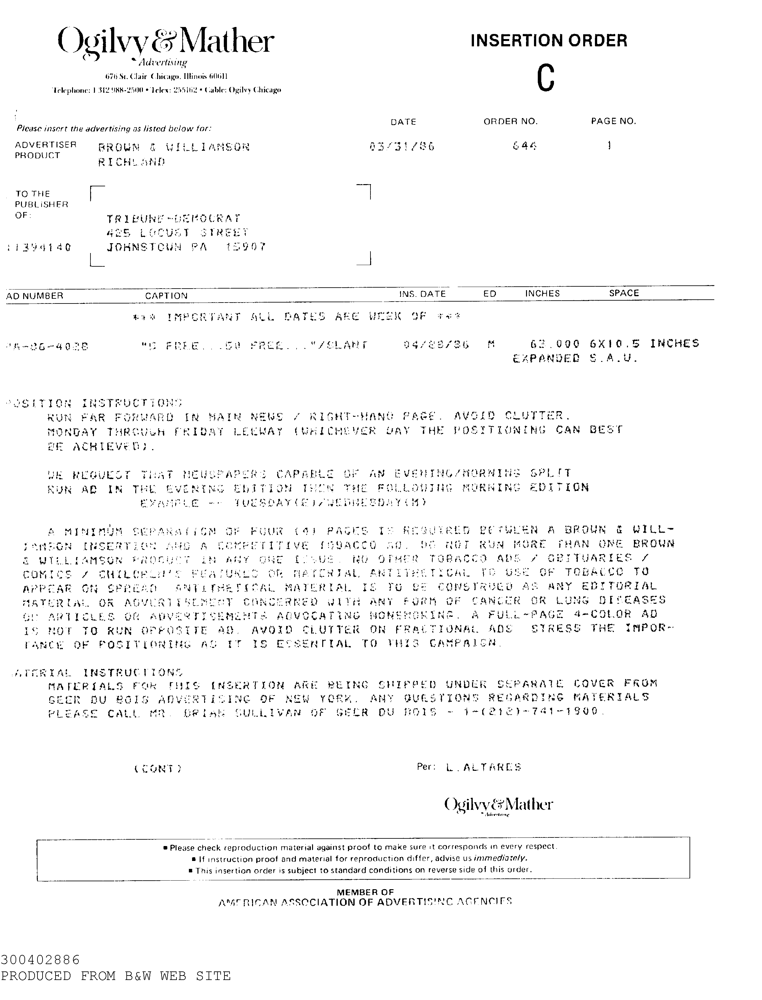 Ogilvy & Mather
Advertising
676 St. Clair Chicago, Illinois 60611
Telephone: 1 312 988-2500 • Telex: 255162 • Cable: Ogilvy Chicago
INSERTION ORDER
C
Please insert the advertising as listed below for:
DATE ORDER NO. PAGE NO.
ADVERTISER BROWN & WILLIAMSON 03/31/86 646 1
PRODUCT RICHLAND
TO THE
PUBLISHER
OF:
TRIBUNE-DEMOCRAT
425 LOCUST STREET
11394140 JOHNSTOWN PA 15907
AD NUMBER CAPTION INS. DATE ED INCHES SPACE
*** IMPORTANT ALL DATES ARE WEEK OF ***
"5 FREE...50 FREE..."/SLANT 04/28/86 M 63.000 6X10.5 INCHES
EXPANDED S.A.U.
POSITION INSTRUCTIONS
RUN FAR FORWARD IN MAIN NEWS / RIGHT-HAND PAGE. AVOID CLUTTER.
MONDAY THROUGH FRIDAY LEEWAY (WHICHEVER DAY THE POSITIONING CAN BEST
BE ACHIEVED).
WE REQUEST THAT NEWSPAPERS CAPABLE OF AN EVENING/MORNING SPLIT
RUN AD IN THE EVENING EDITION THEN THE FOLLOWING MORNING EDITION
EXAMPLE -- TUESDAY(E)/WEDNESDAY(M)
A MINIMUM SEPARATION OF FOUR (4) PAGES IS REQUIRED BETWEEN A BROWN & WILL-
IAMSON INSERTION AND A COMPETITIVE TOBACCO AD. DO NOT RUN MORE THAN ONE BROWN
& WILLIAMSON PRODUCT IN ANY ONE ISSUE. NO OTHER TOBACCO ADS / OBITUARIES /
COMICS / CHILDREN'S FEATURES OR MATERIAL ANTITHETICAL TO USE OF TOBACCO TO
APPEAR ON SPREAD. ANTITHETICAL MATERIAL IS TO BE CONSTRUED AS ANY EDITORIAL
MATERIAL OR ADVERTISEMENT CONCERNED WITH ANY FORM OF CANCER OR LUNG DISEASES
OR ARTICLES OR ADVERTISEMENTS ADVOCATING NONSMOKING. A FULL-PAGE 4-COLOR AD
IS NOT TO RUN OPPOSITE AD. AVOID CLUTTER ON FRACTIONAL ADS STRESS THE IMPOR-
TANCE OF POSITIONING AS IT IS ESSENTIAL TO THIS CAMPAIGN.
ATERIAL INSTRUCTIONS
MATERIALS FOR THIS INSERTION ARE BEING SHIPPED UNDER SEPARATE COVER FROM
GEER DU BOIS ADVERTISING OF NEW YORK. ANY QUESTIONS REGARDING MATERIALS
PLEASE CALL MR. BRIAN SULLIVAN OF GEER DU BOIS - 1-(212)-741-1900.
(CONT) Per: L. ALTARES
Ogilvy & Mather
Advertising
▪ Please check reproduction material against proof to make sure it corresponds in every respect.
▪ If instruction proof and material for reproduction differ, advise us immediately.
▪ This insertion order is subject to standard conditions on reverse side of this order.
MEMBER OF
AMERICAN ASSOCIATION OF ADVERTISING AGENCIES
300402886
PRODUCED FROM B&W WEB SITE